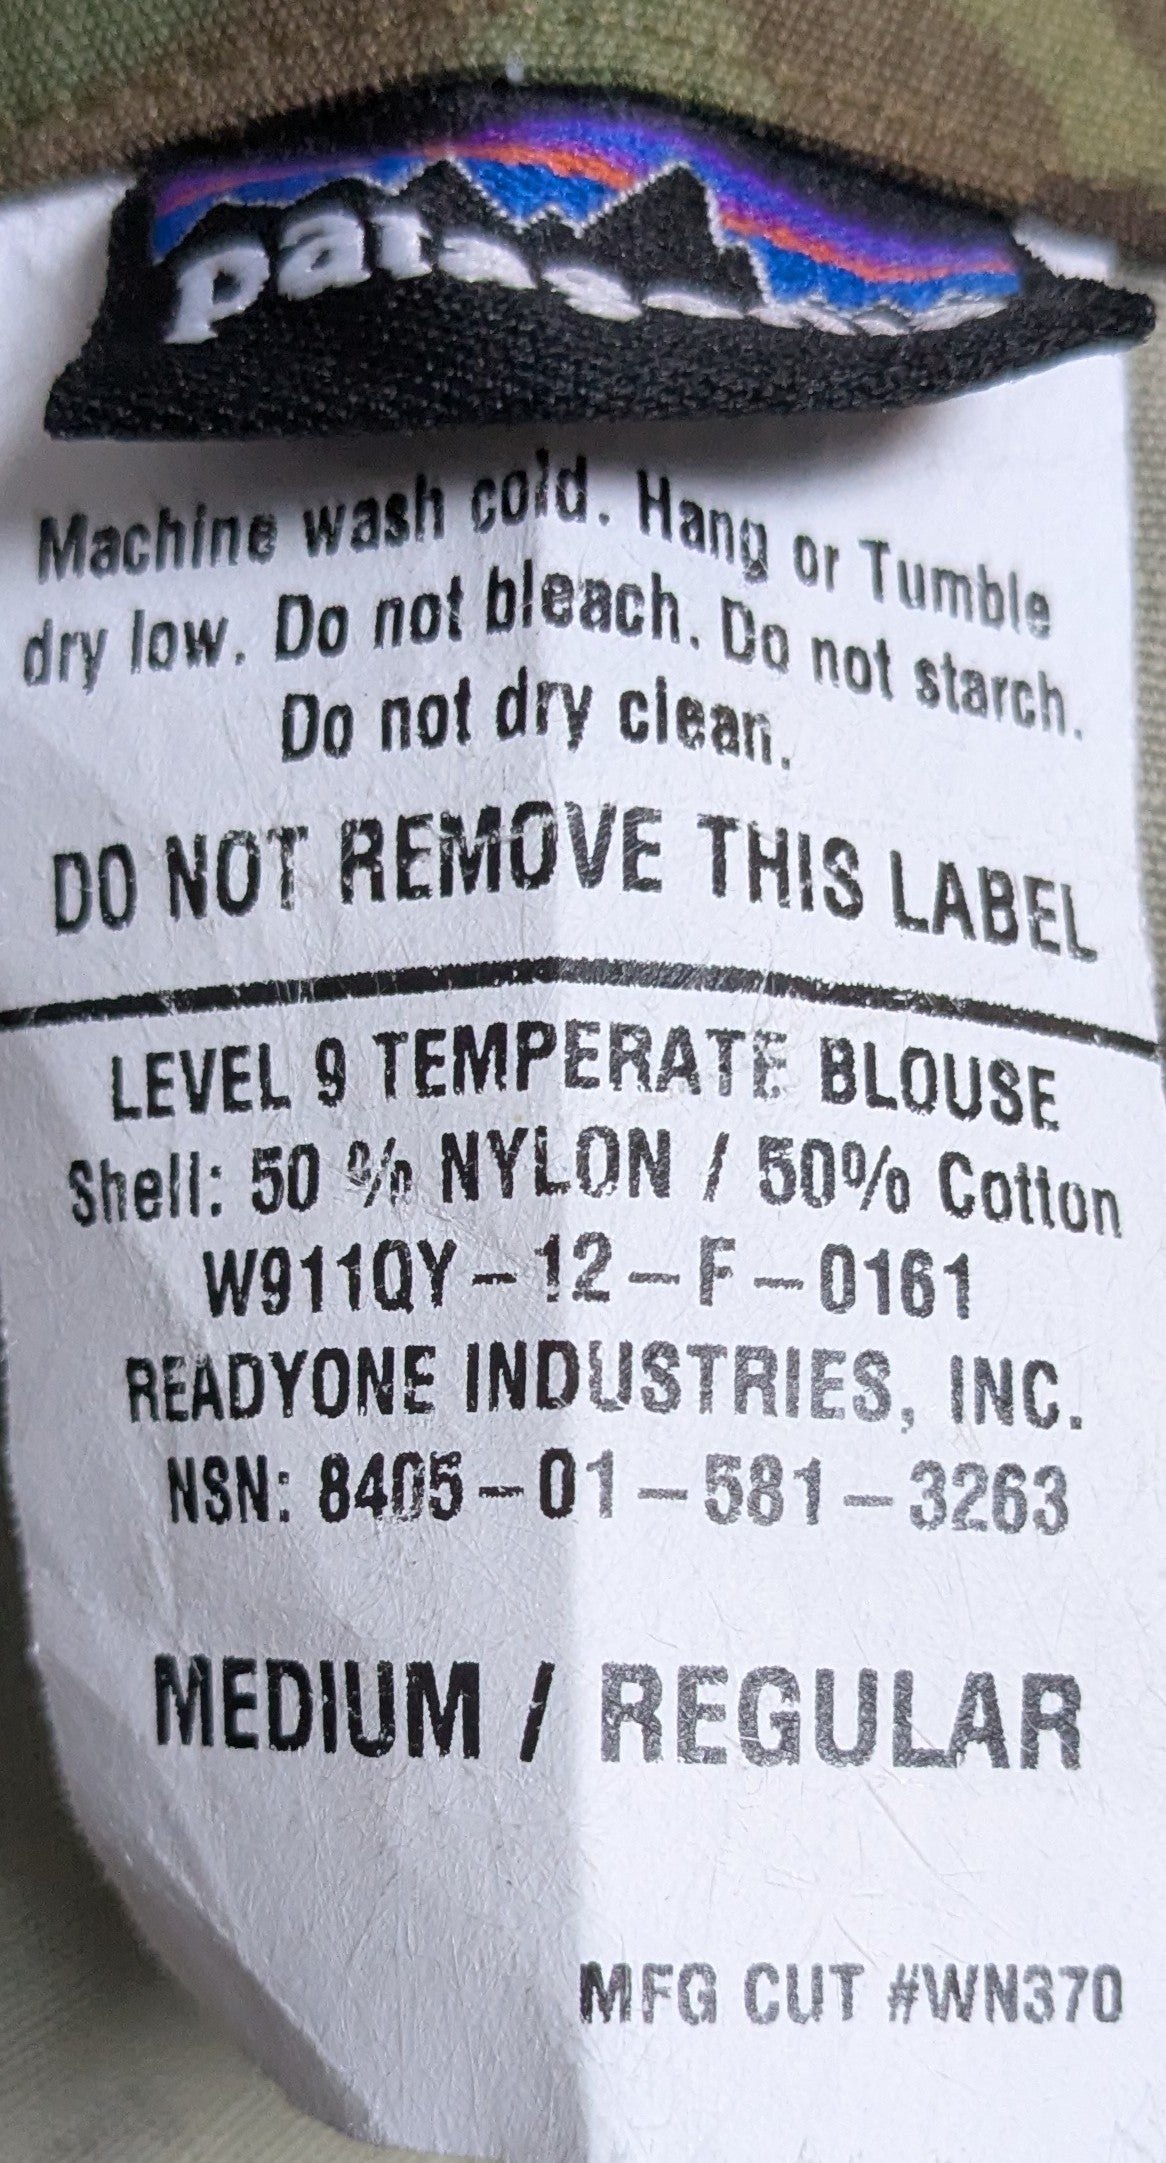 Machine wash cold. Hang or Tumble
dry low. Do not bleach. Do not starch.
Do not dry clean.
DO NOT REMOVE THIS LABEL
LEVEL 9 TEMPERATE BLOUSE
Shell: 50 % NYLON / 50% Cotton
W911QY-12-F-0161
READYONE INDUSTRIES, INC.
NSN: 8405-01-581-3263
MEDIUM / REGULAR
MFG CUT #WN370